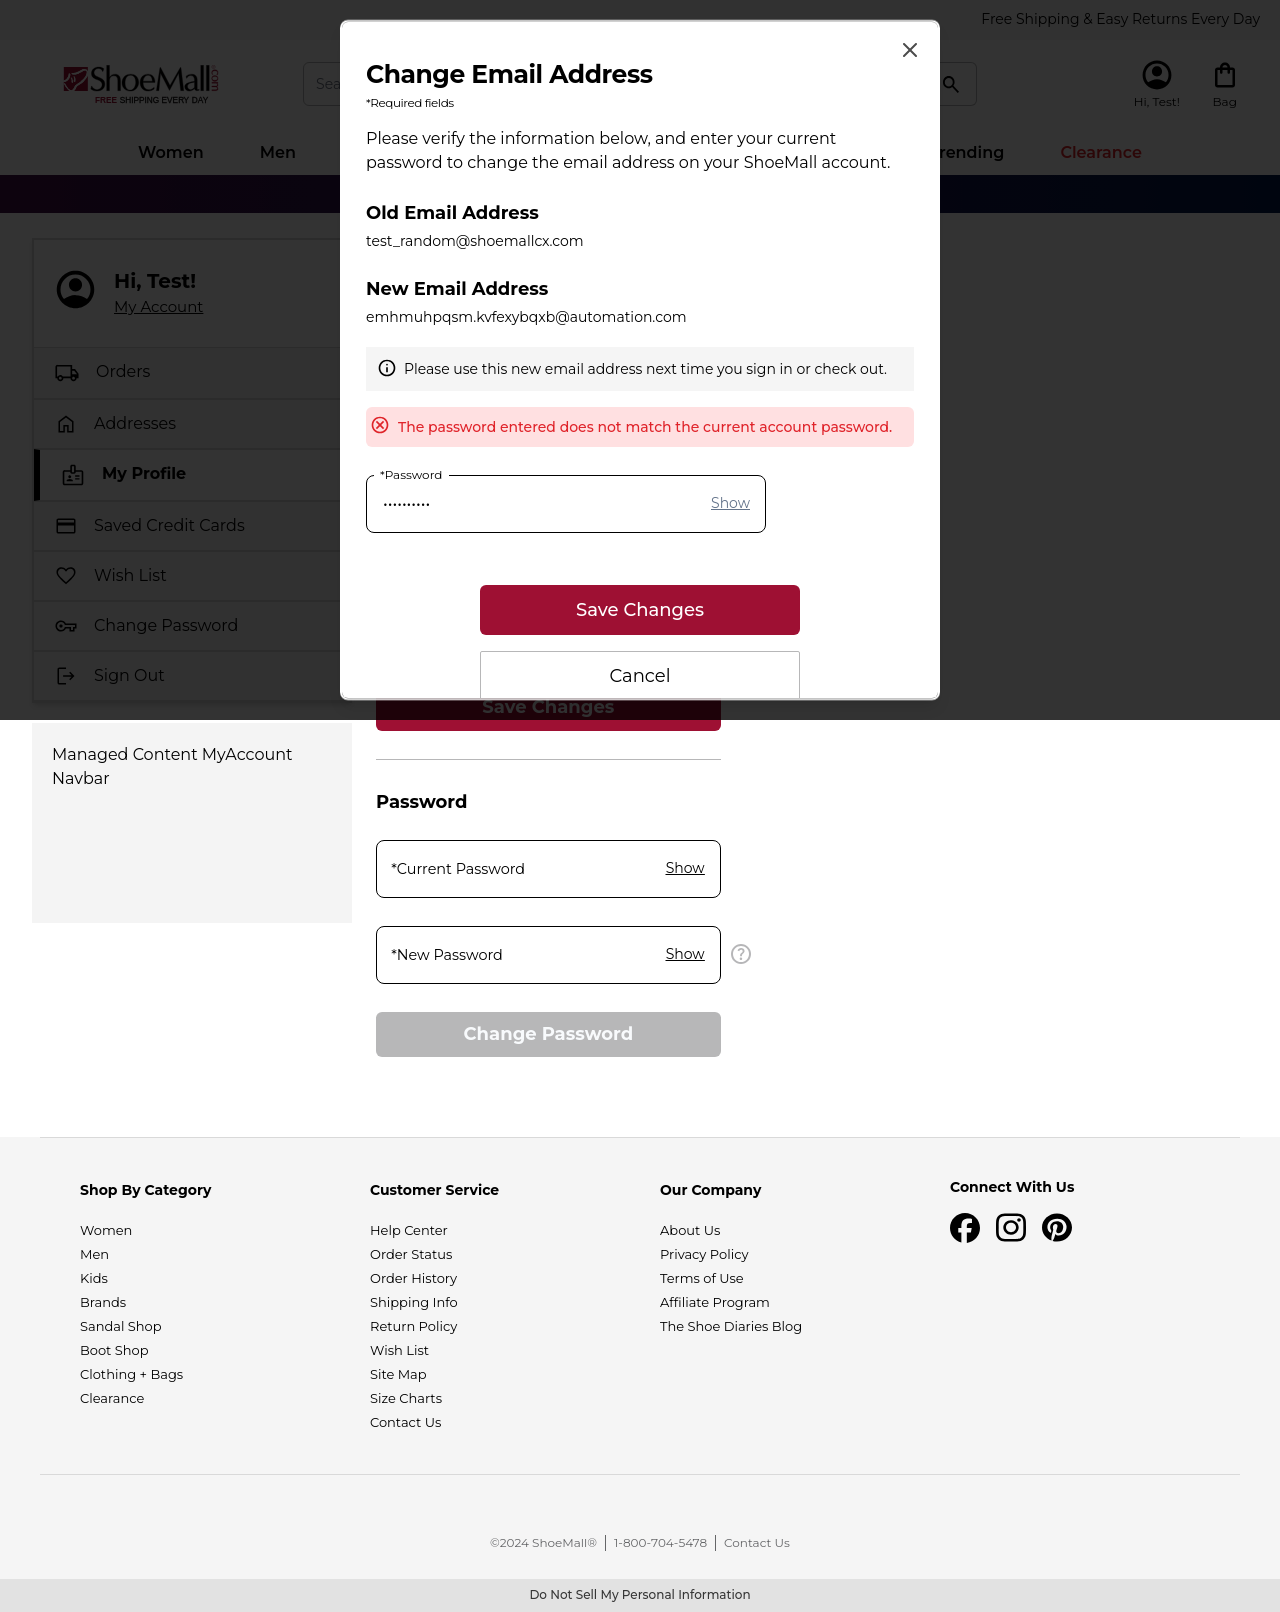 Free Shipping & Easy Returns Every Day
ShoeMall.com
FREE SHIPPING EVERY DAY
Hi, Test!
Bag
Women
Men
Clearance
Change Email Address
*Required fields
Please verify the information below, and enter your current
password to change the email address on your ShoeMall account.
Old Email Address
test_random@shoemallcx.com
New Email Address
emhmuhpqsm.kvfexybqxb@automation.com
Please use this new email address next time you sign in or check out.
The password entered does not match the current account password.
*Password
••••••••••
Show
Save Changes
Cancel
Hi, Test!
My Account
Orders
Addresses
My Profile
Saved Credit Cards
Wish List
Change Password
Sign Out
Managed Content MyAccount
Navbar
Save Changes
Password
*Current Password
Show
*New Password
Show
Change Password
Shop By Category
Women
Men
Kids
Brands
Sandal Shop
Boot Shop
Clothing + Bags
Clearance
Customer Service
Help Center
Order Status
Order History
Shipping Info
Return Policy
Wish List
Site Map
Size Charts
Contact Us
Our Company
About Us
Privacy Policy
Terms of Use
Affiliate Program
The Shoe Diaries Blog
Connect With Us
©2024 ShoeMall®
1-800-704-5478
Contact Us
Do Not Sell My Personal Information